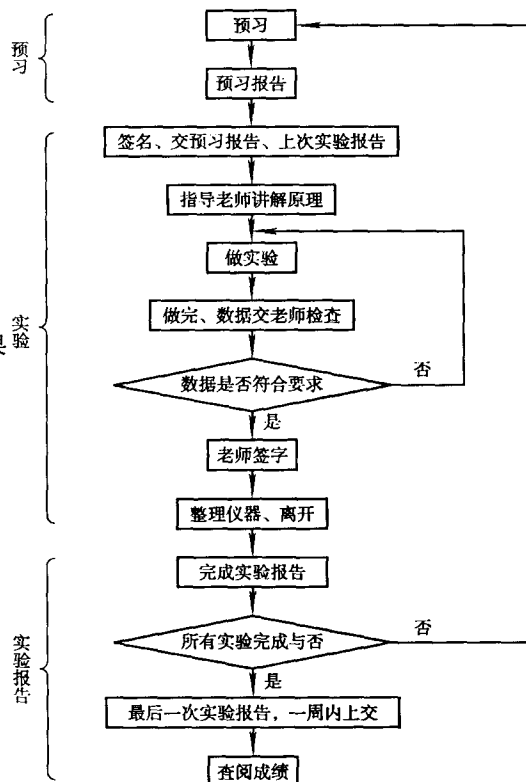 预习
预习
预习报告
签名、交预习报告、上次实验报告
指导老师讲解原理
做实验
做完、数据交老师检查
实验
数据是否符合要求
否
是
老师签字
整理仪器、离开
完成实验报告
所有实验完成与否
否
实验报告
是
最后一次实验报告，一周内上交
查阅成绩